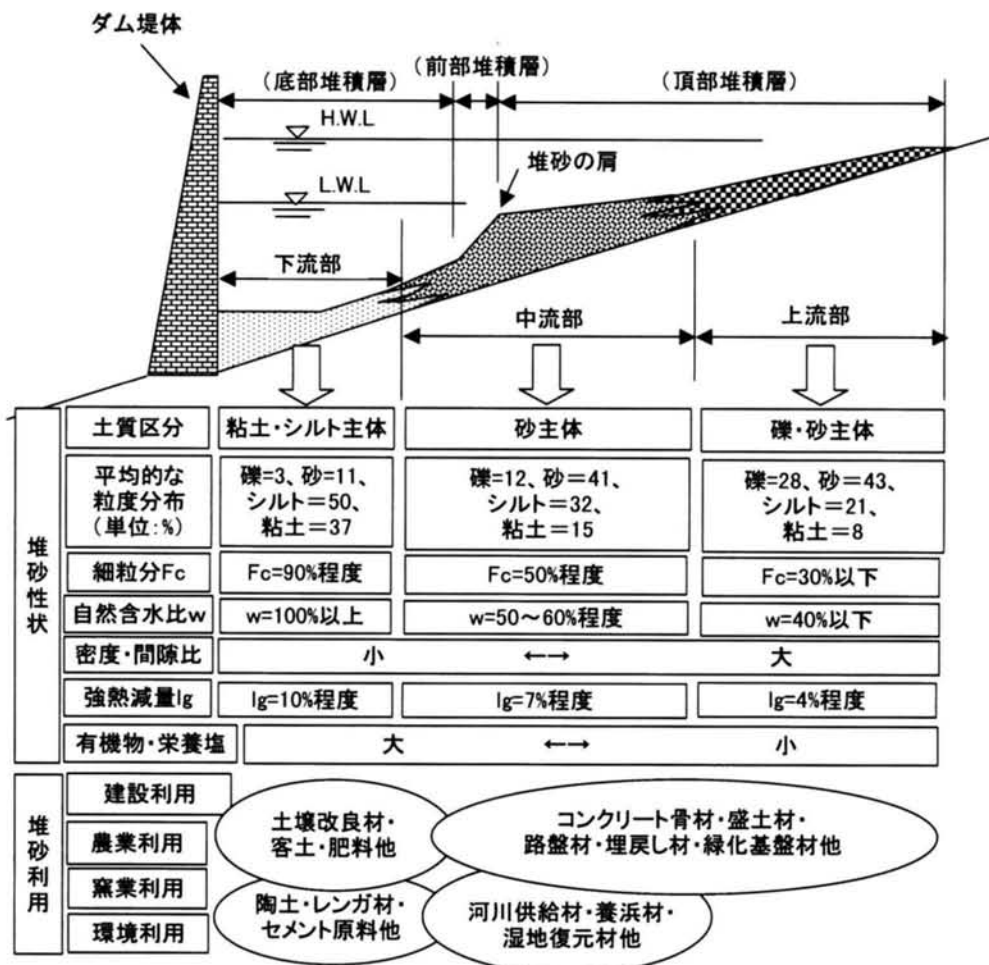 ダム堤体
(底部堆積層)
(前部堆積層)
(頂部堆積層)
H.W.L
L.W.L
堆砂の肩
下流部
中流部
上流部
堆砂性状
土質区分
粘土・シルト主体
砂主体
礫・砂主体
平均的な
粒度分布
(単位:%)
礫=3、砂=11、
シルト=50、
粘土=37
礫=12、砂=41、
シルト=32、
粘土=15
礫=28、砂=43、
シルト=21、
粘土=8
細粒分Fc
Fc=90%程度
Fc=50%程度
Fc=30%以下
自然含水比w
w=100%以上
w=50~60%程度
w=40%以下
密度・間隙比
小 ←→ 大
強熱減量Ig
Ig=10%程度
Ig=7%程度
Ig=4%程度
有機物・栄養塩
大 ←→ 小
堆砂利用
建設利用
農業利用
窯業利用
環境利用
土壌改良材・
客土・肥料他
コンクリート骨材・盛土材・
路盤材・埋戻し材・緑化基盤材他
陶土・レンガ材・
セメント原料他
河川供給材・養浜材・
湿地復元材他